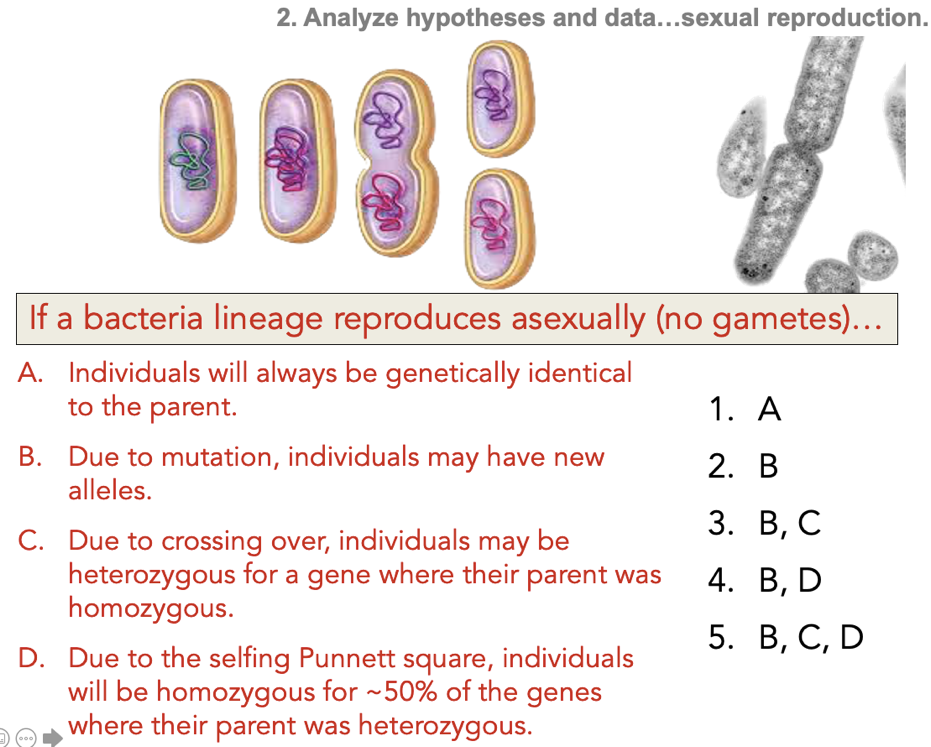 2. Analyze hypotheses and data…sexual reproduction.
If a bacteria lineage reproduces asexually (no gametes)…
A. Individuals will always be genetically identical
to the parent.
B. Due to mutation, individuals may have new
alleles.
C. Due to crossing over, individuals may be
heterozygous for a gene where their parent was
homozygous.
D. Due to the selfing Punnett square, individuals
will be homozygous for ~50% of the genes
where their parent was heterozygous.
1. A
2. B
3. B, C
4. B, D
5. B, C, D